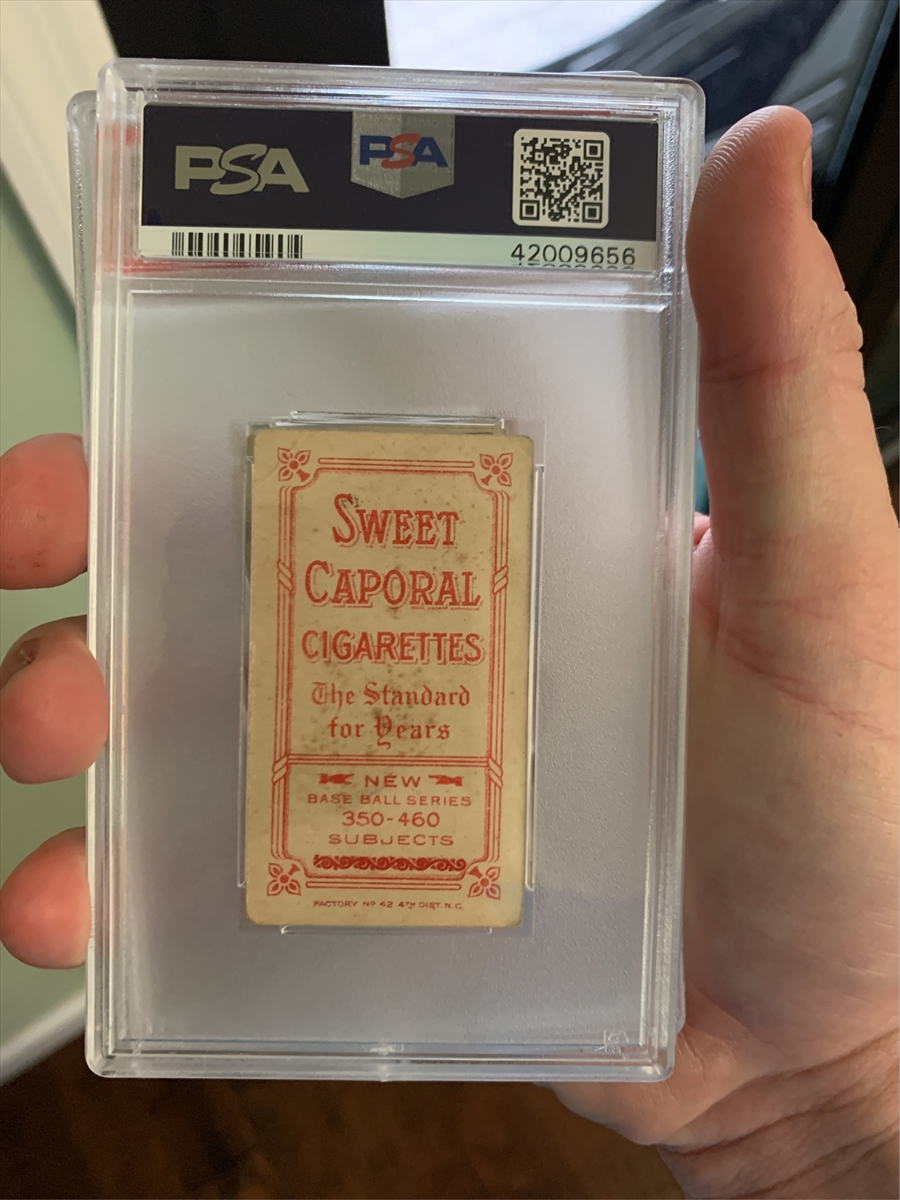 PSA PSA
42009656
SWEET
CAPORAL
CIGARETTES
The Standard
for Years
NEW
BASE BALL SERIES
350-460
SUBJECTS
FACTORY Nº 42 4TH DIST. N.C.